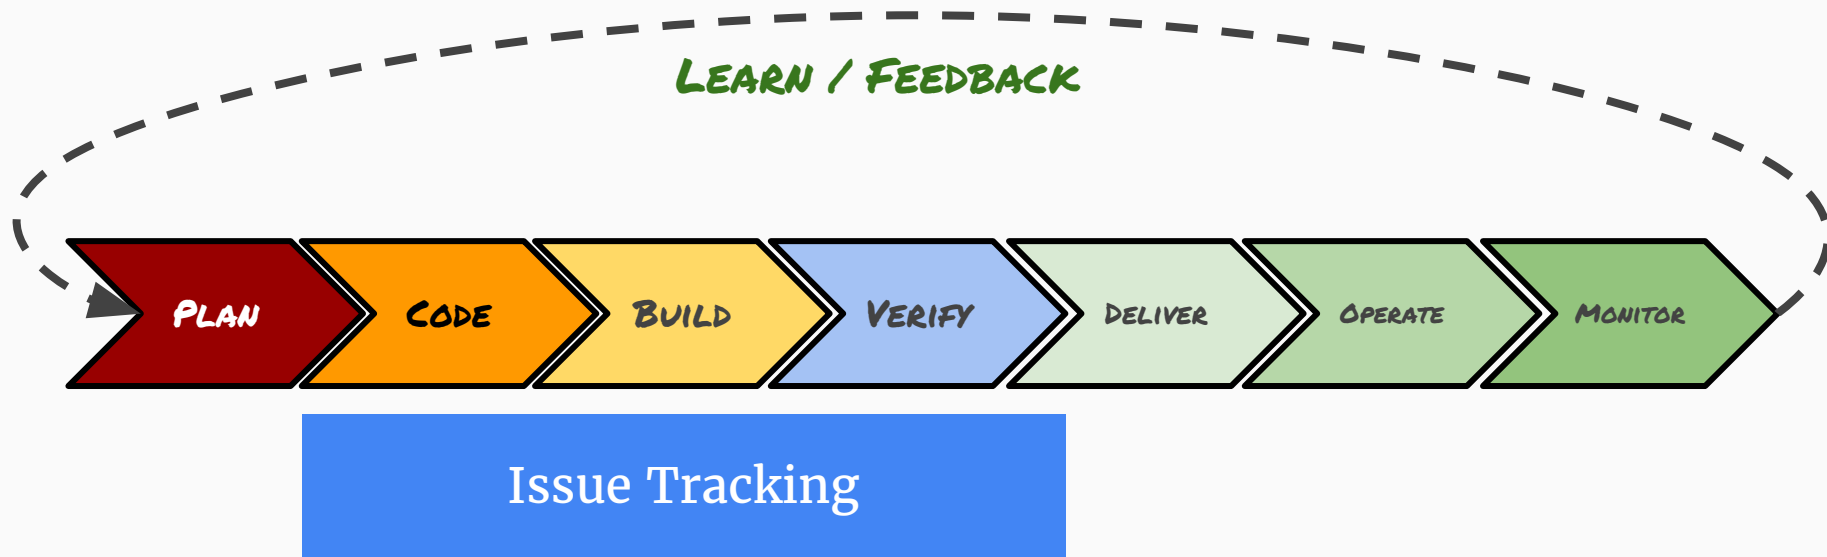 Learn / Feedback
Plan
Code
Build
Verify
Deliver
Operate
Monitor
Issue Tracking